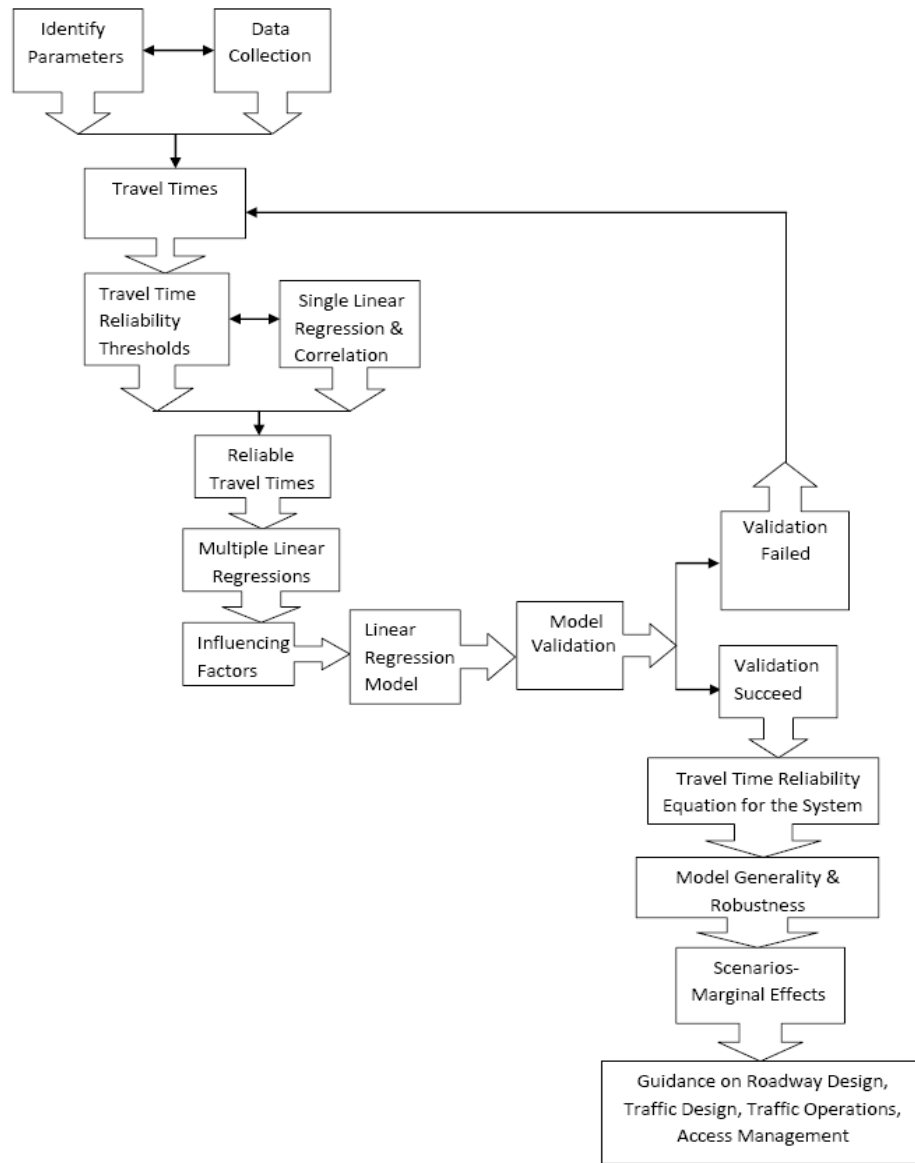 Identify
Parameters
Data
Collection
Travel Times
Travel Time
Reliability
Thresholds
Single Linear
Regression &
Correlation
Reliable
Travel Times
Multiple Linear
Regressions
Influencing
Factors
Linear
Regression
Model
Model
Validation
Validation
Failed
Validation
Succeed
Travel Time Reliability
Equation for the System
Model Generality &
Robustness
Scenarios-
Marginal Effects
Guidance on Roadway Design,
Traffic Design, Traffic Operations,
Access Management